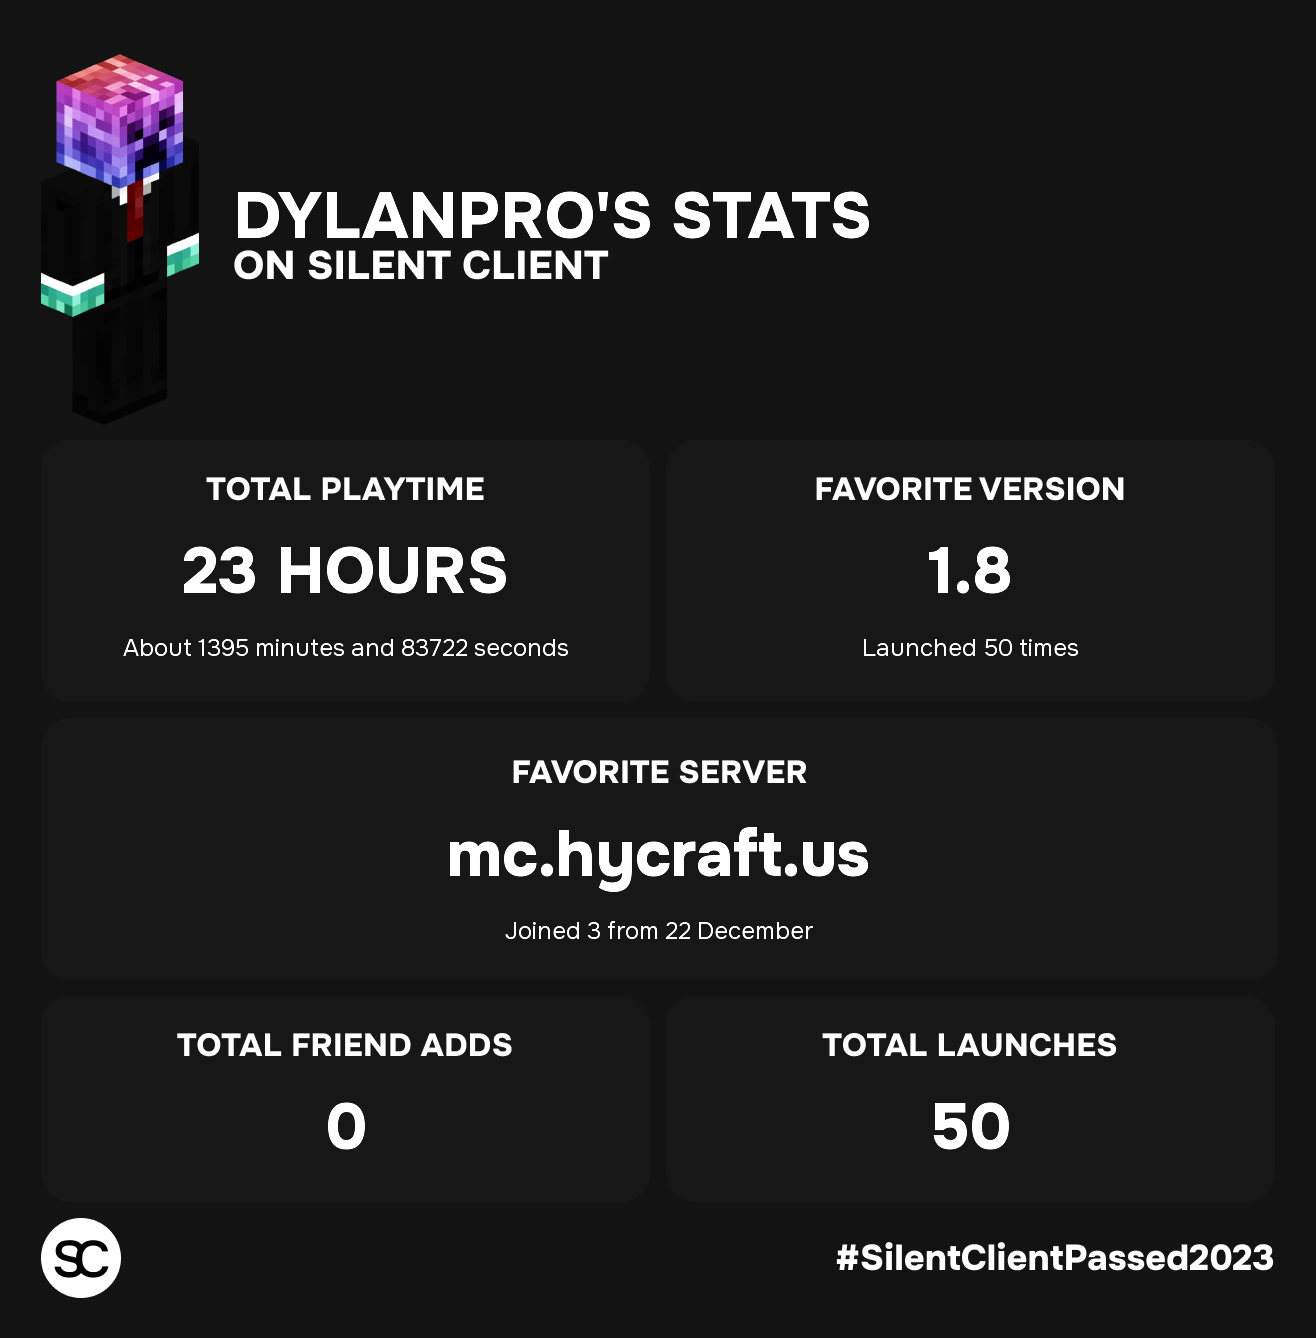 DYLANPRO'S STATS
ON SILENT CLIENT
TOTAL PLAYTIME
23 HOURS
About 1395 minutes and 83722 seconds
FAVORITE VERSION
1.8
Launched 50 times
FAVORITE SERVER
mc.hycraft.us
Joined 3 from 22 December
TOTAL FRIEND ADDS
0
TOTAL LAUNCHES
50
SC
#SilentClientPassed2023